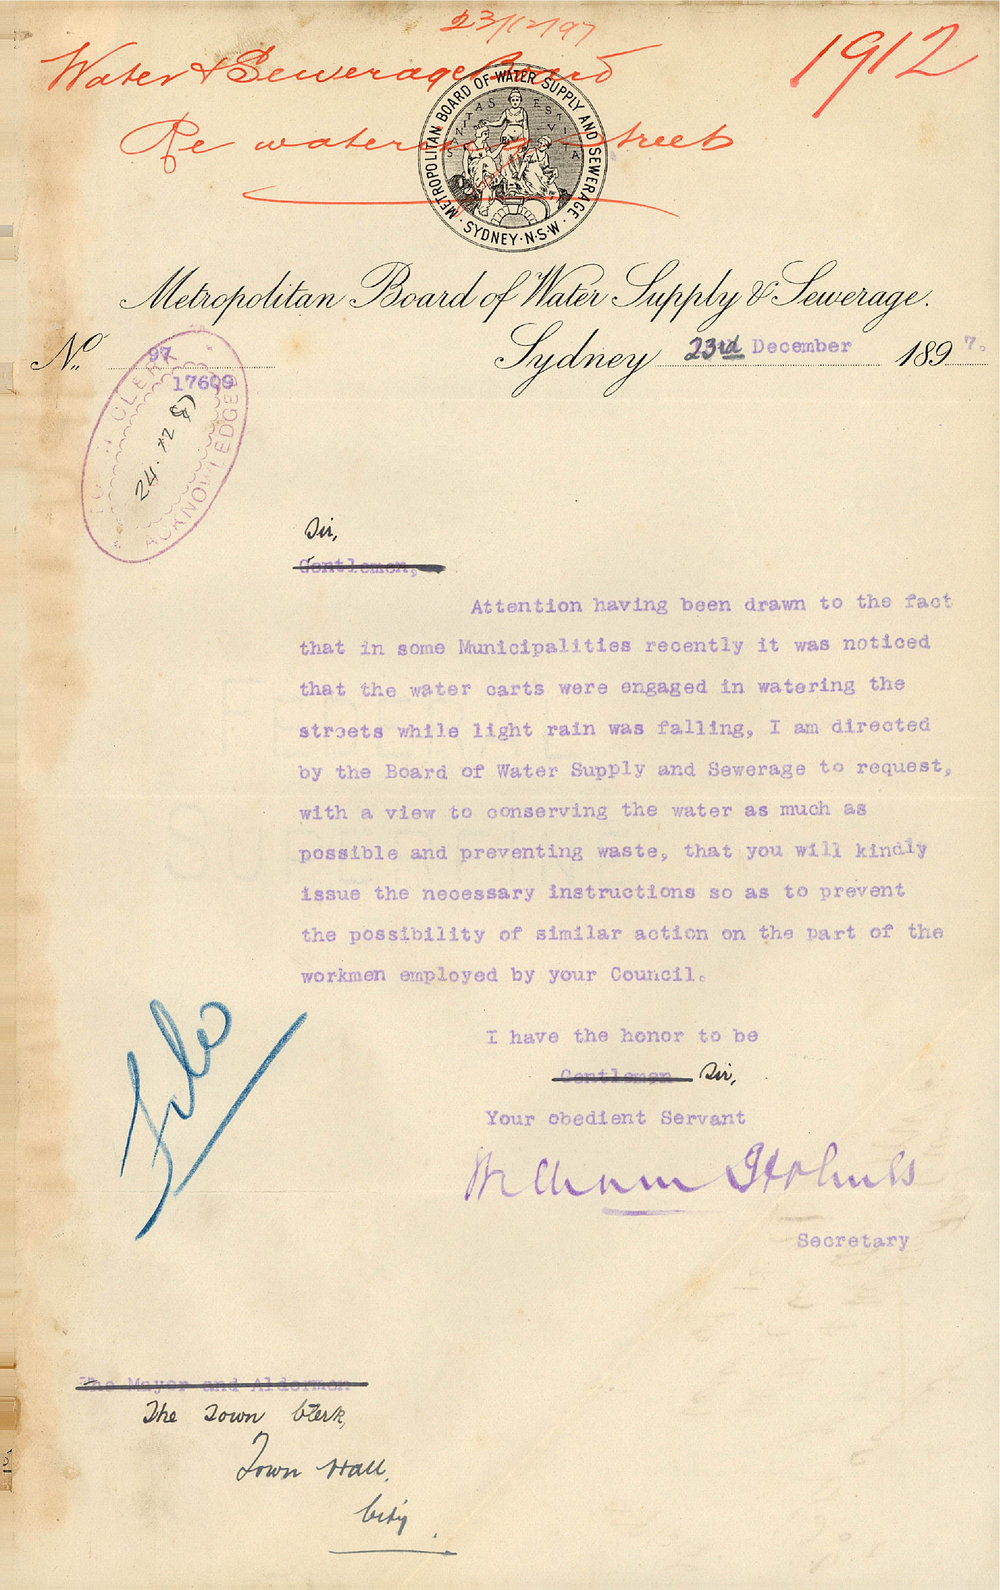 23/12/97
1912
Water & Sewerage Board
Re watering streets
METROPOLITAN BOARD OF WATER SUPPLY AND SEWERAGE
SYDNEY·N·S·W·
Metropolitan Board of Water Supply & Sewerage.
No. 97
17609
Sydney 23rd December 1897.
CLERK
24.12.97
ACKNOWLEDGED
Sir,
Gentlemen,
Attention having been drawn to the fact
that in some Municipalities recently it was noticed
that the water carts were engaged in watering the
streets while light rain was falling, I am directed
by the Board of Water Supply and Sewerage to request,
with a view to conserving the water as much as
possible and preventing waste, that you will kindly
issue the necessary instructions so as to prevent
the possibility of similar action on the part of the
workmen employed by your Council.
I have the honor to be
Gentlemen Sir,
Your obedient Servant
William Holmes
Secretary
File
The Mayor and Aldermen
The Town Clerk,
Town Hall,
City.